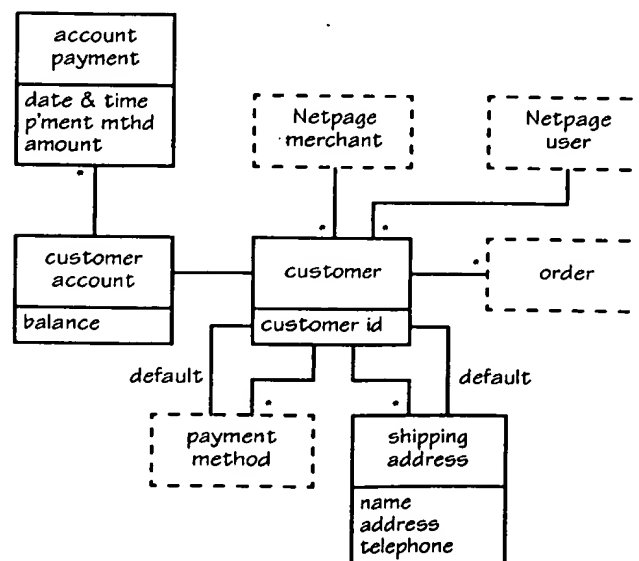 account
payment
date & time
p'ment mthd
amount
*
Netpage
merchant
*
Netpage
user
*
customer
account
balance
customer
customer id
*
order
default
*
payment
method
*
default
shipping
address
name
address
telephone